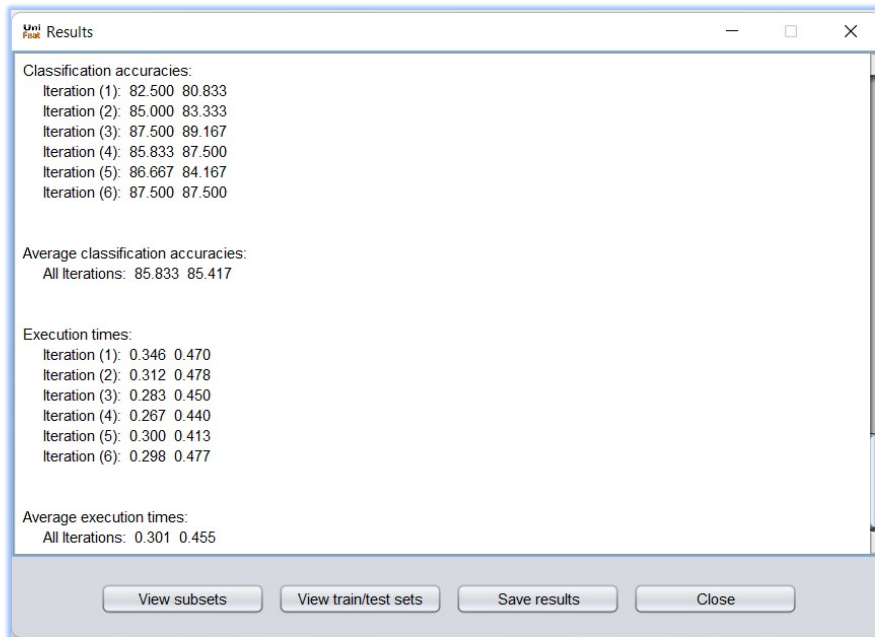 Uni
Feat Results
Classification accuracies:
Iteration (1): 82.500 80.833
Iteration (2): 85.000 83.333
Iteration (3): 87.500 89.167
Iteration (4): 85.833 87.500
Iteration (5): 86.667 84.167
Iteration (6): 87.500 87.500
Average classification accuracies:
All Iterations: 85.833 85.417
Execution times:
Iteration (1): 0.346 0.470
Iteration (2): 0.312 0.478
Iteration (3): 0.283 0.450
Iteration (4): 0.267 0.440
Iteration (5): 0.300 0.413
Iteration (6): 0.298 0.477
Average execution times:
All Iterations: 0.301 0.455
View subsets View train/test sets Save results Close